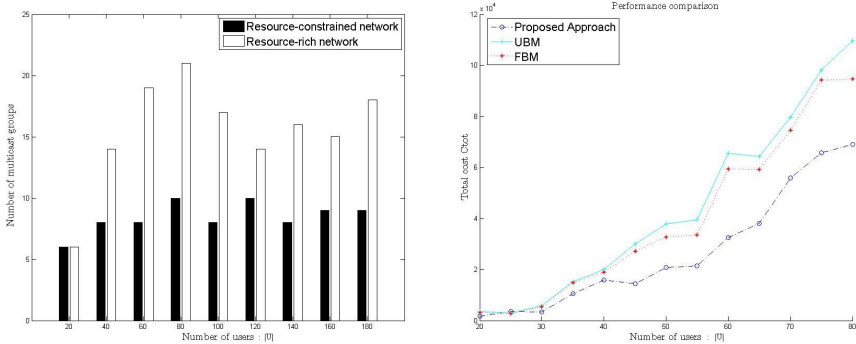 25
20
15
10
5
0
Number of multicast groups
Resource-constrained network
Resource-rich network
20 40 60 80 100 120 140 160 180
Number of users : |U|
Performance comparison
12 x 10^4
10
8
6
4
2
0
Total cost Ctot
Proposed Approach
UBM
FBM
20 30 40 50 60 70 80
Number of users : |U|